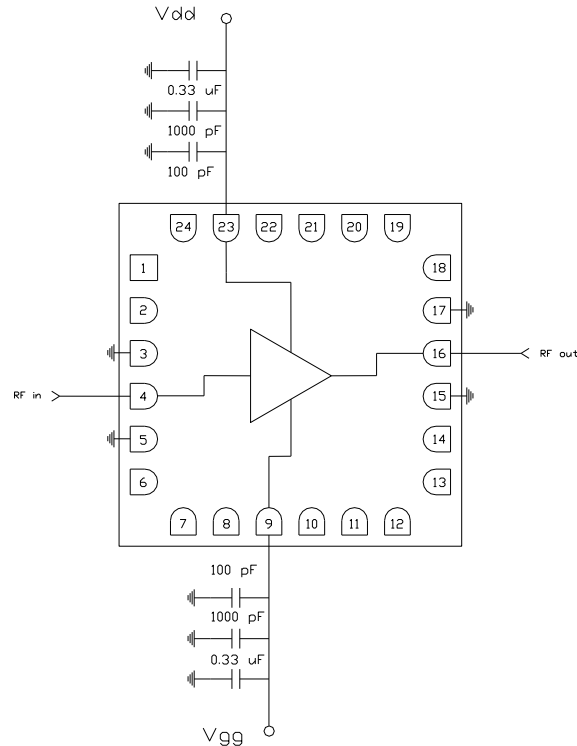 Vdd
0.33 uF
1000 pF
100 pF
24 23 22 21 20 19
1 18
2 17
3 16
RF out
RF in
4 15
5 14
6 13
7 8 9 10 11 12
100 pF
1000 pF
0.33 uF
Vgg